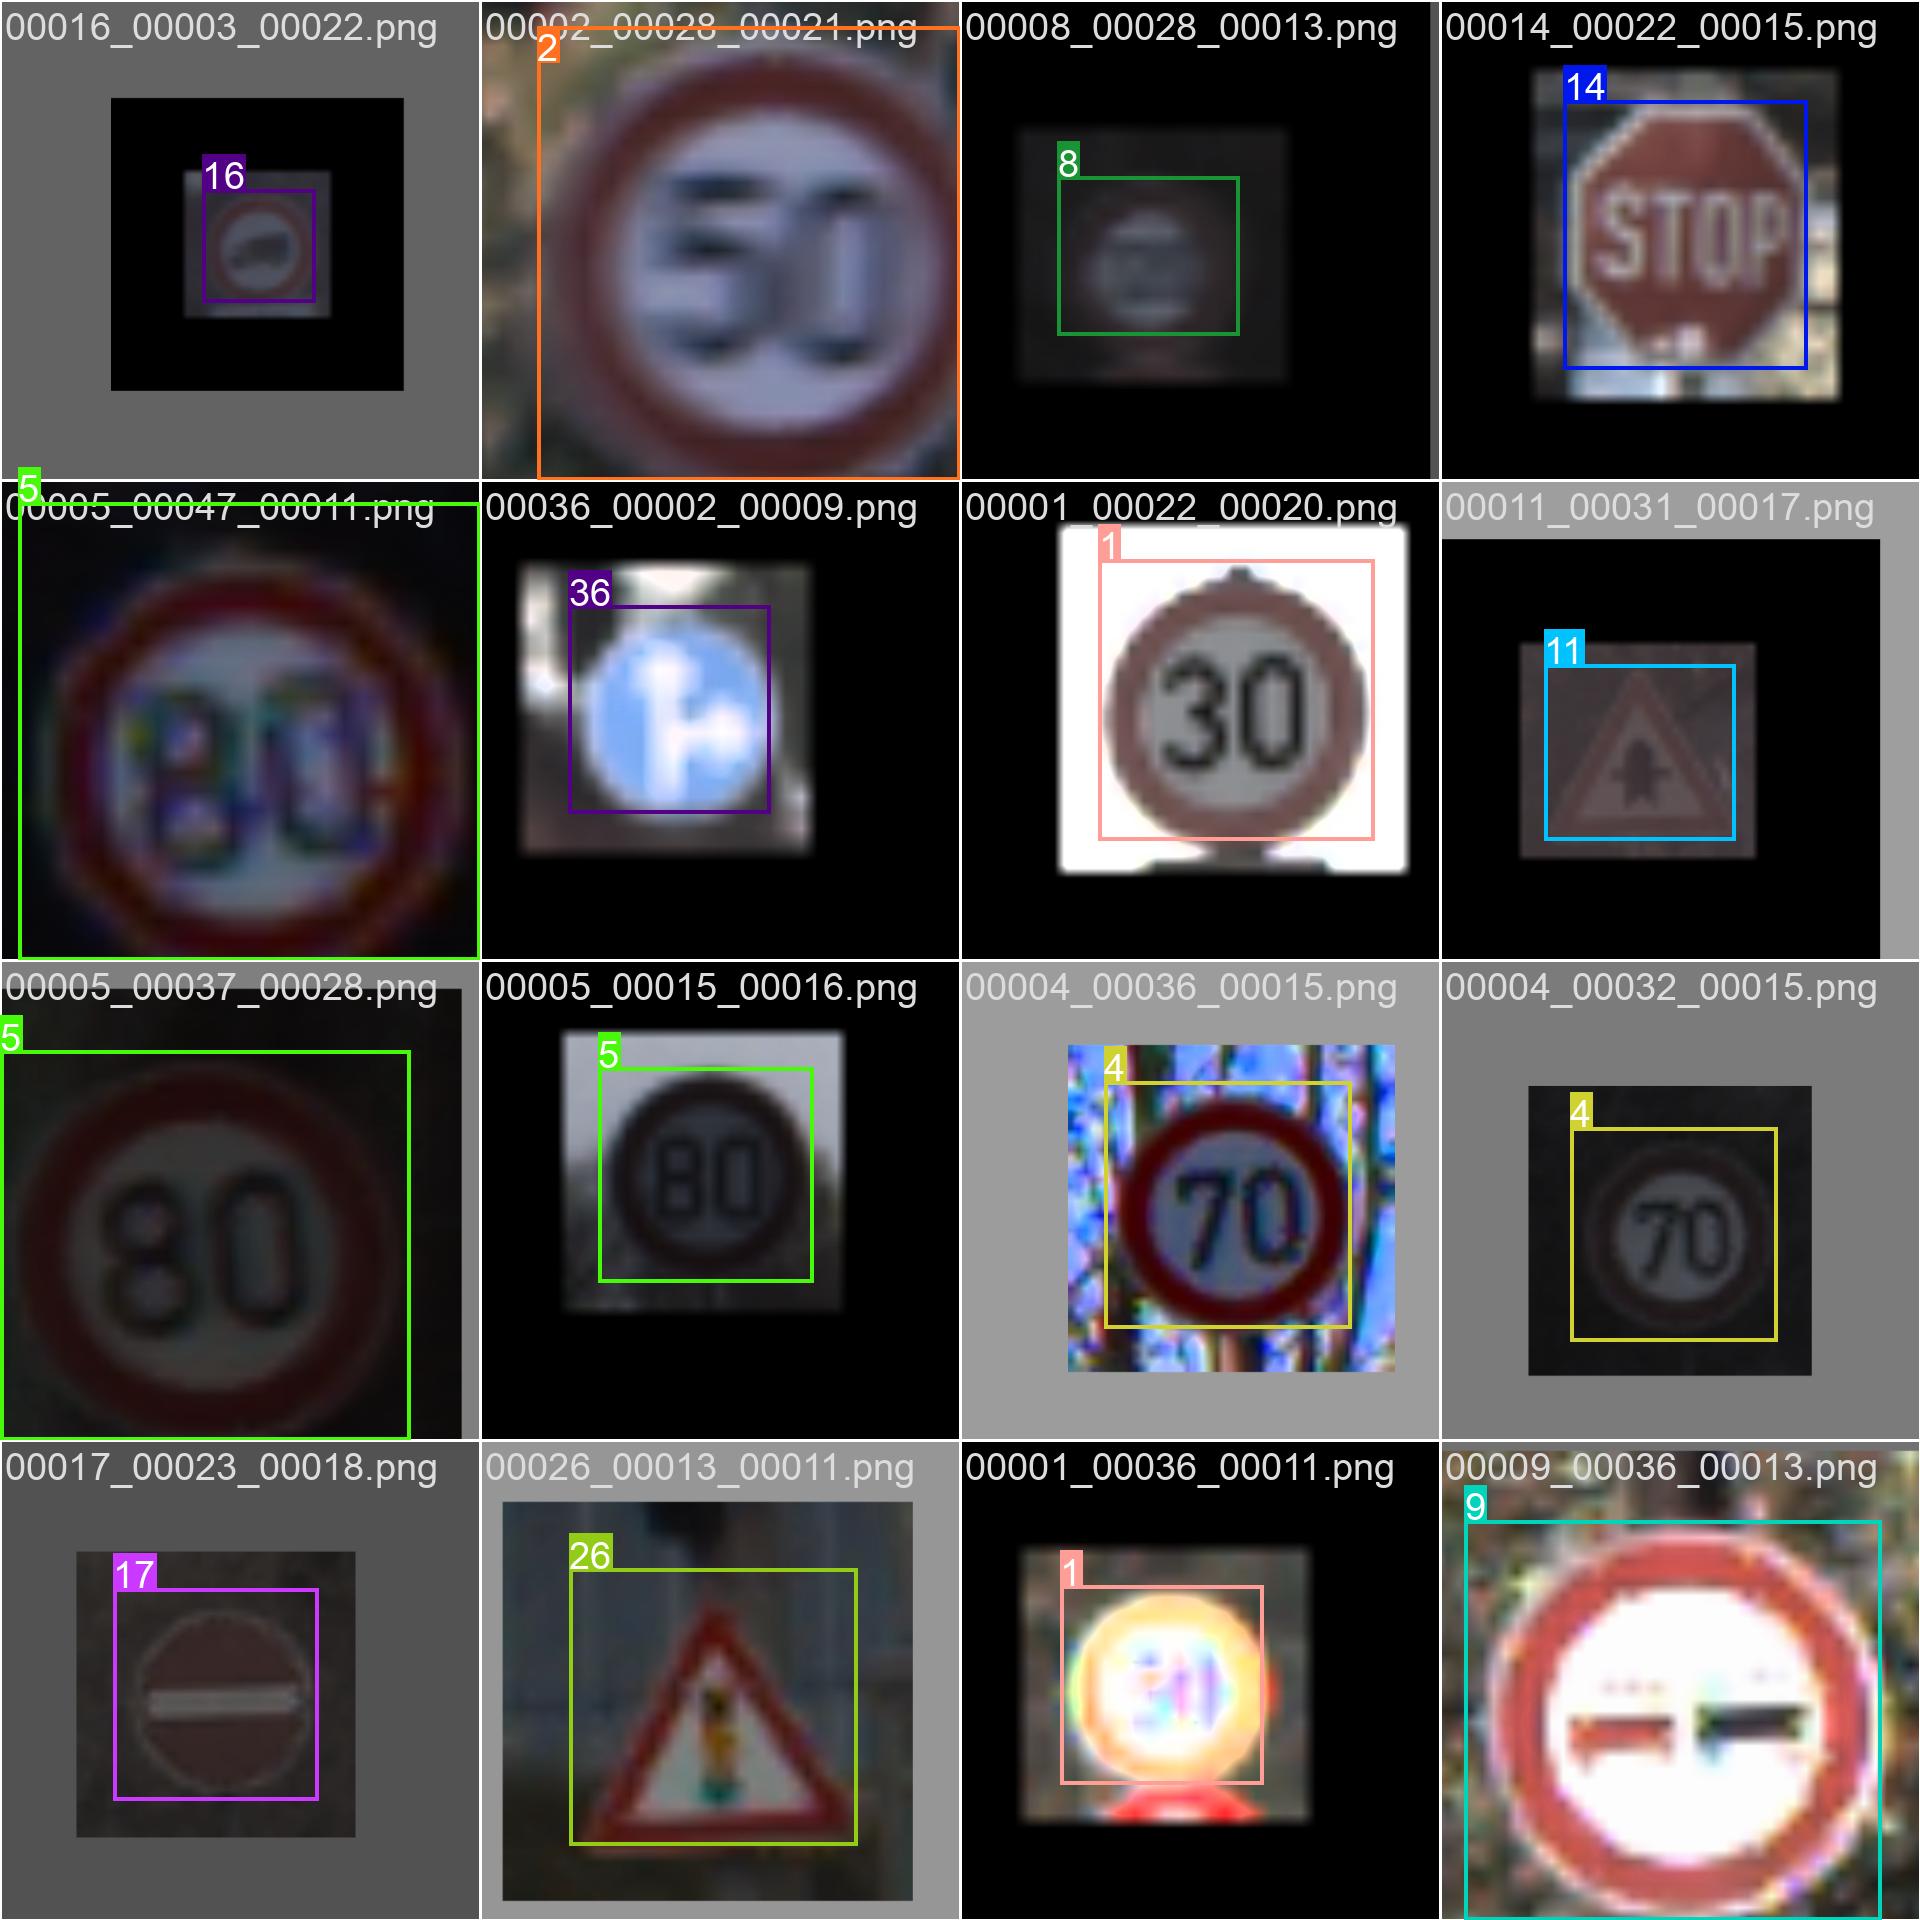 00016_00003_00022.png
16
00002_00028_00021.png
2
50
00008_00028_00013.png
8
00014_00022_00015.png
14
STOP
00005_00047_00011.png
5
80
00036_00002_00009.png
36
00001_00022_00020.png
1
30
00011_00031_00017.png
11
00005_00037_00028.png
5
80
00005_00015_00016.png
5
80
00004_00036_00015.png
4
70
00004_00032_00015.png
4
70
00017_00023_00018.png
17
00026_00013_00011.png
26
00001_00036_00011.png
1
00009_00036_00013.png
9